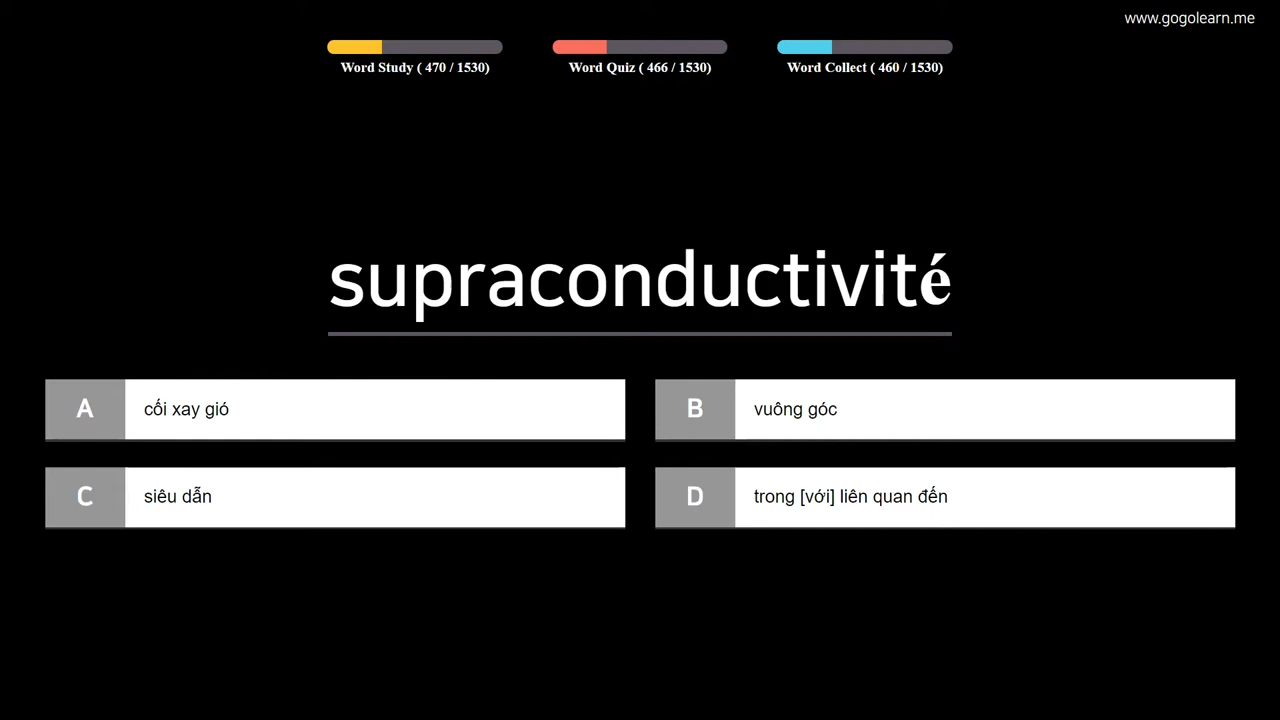 www.gogolearn.me
Word Study ( 470 / 1530) Word Quiz ( 466 / 1530) Word Collect ( 460 / 1530)
supraconductivité
A cối xay gió
B vuông góc
C siêu dẫn
D trong [với] liên quan đến